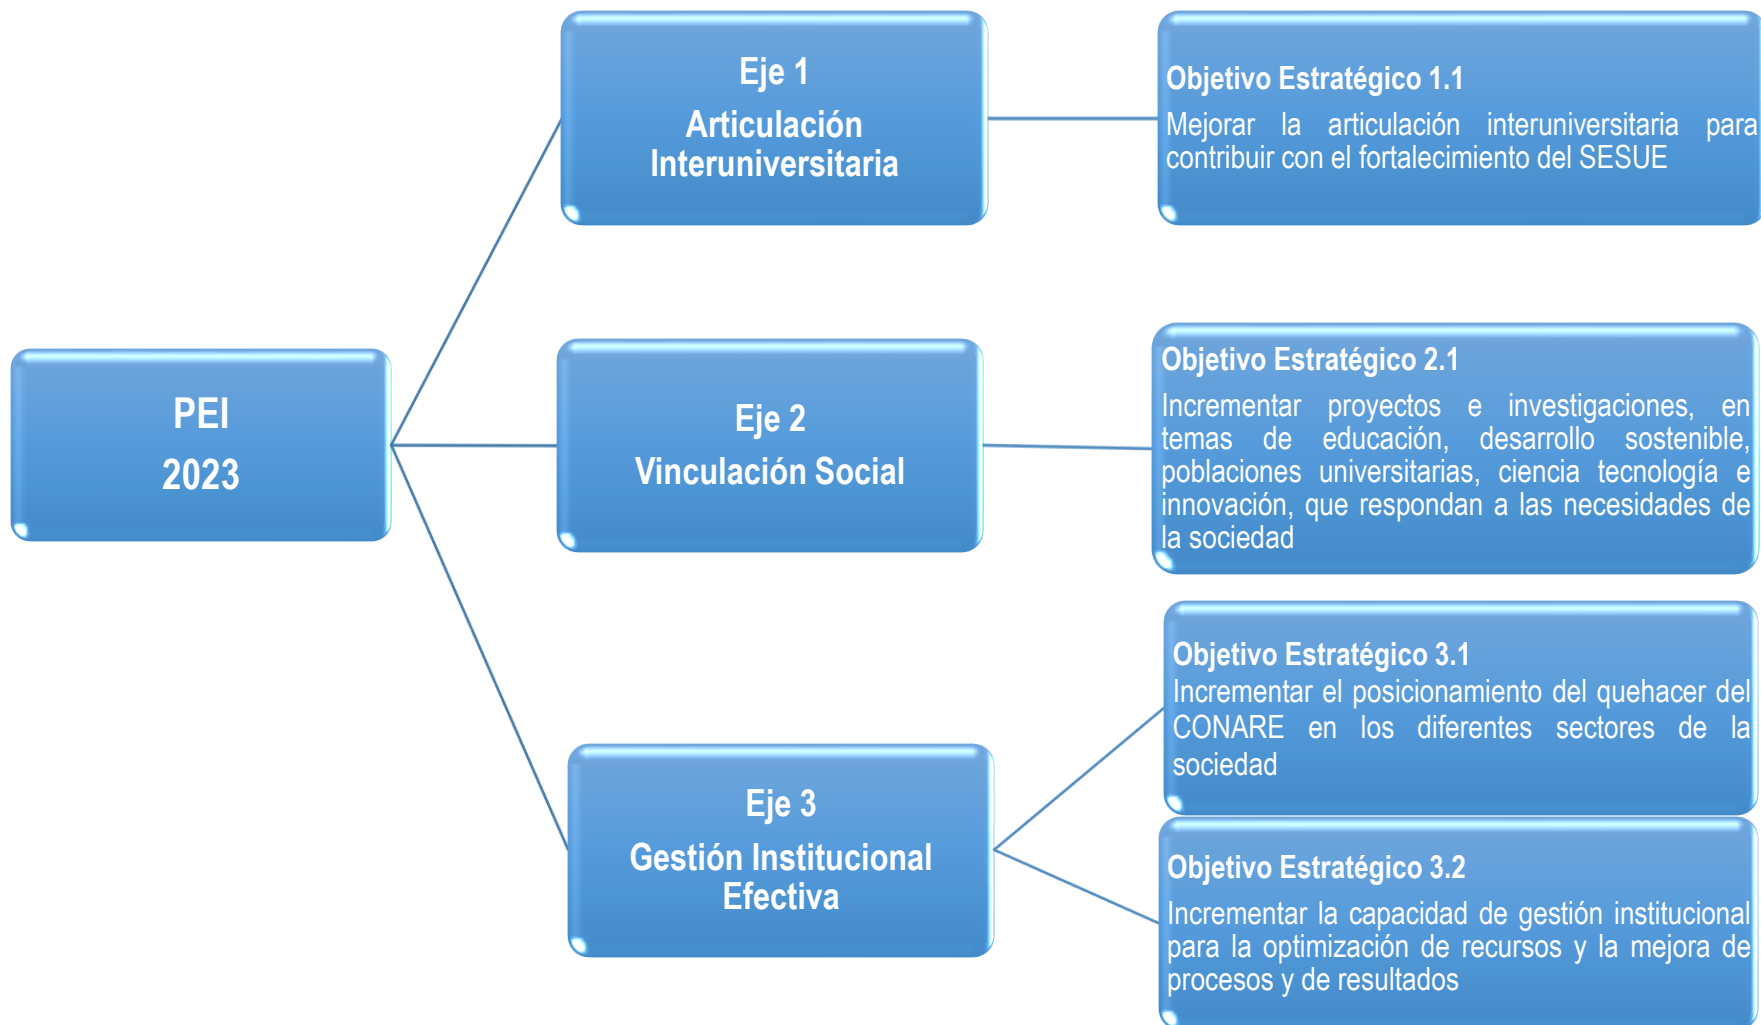 PEI
2023
Eje 1
Articulación
Interuniversitaria
Objetivo Estratégico 1.1
Mejorar la articulación interuniversitaria para
contribuir con el fortalecimiento del SESUE
Eje 2
Vinculación Social
Objetivo Estratégico 2.1
Incrementar proyectos e investigaciones, en
temas de educación, desarrollo sostenible,
poblaciones universitarias, ciencia tecnología e
innovación, que respondan a las necesidades de
la sociedad
Eje 3
Gestión Institucional
Efectiva
Objetivo Estratégico 3.1
Incrementar el posicionamiento del quehacer del
CONARE en los diferentes sectores de la
sociedad
Objetivo Estratégico 3.2
Incrementar la capacidad de gestión institucional
para la optimización de recursos y la mejora de
procesos y de resultados